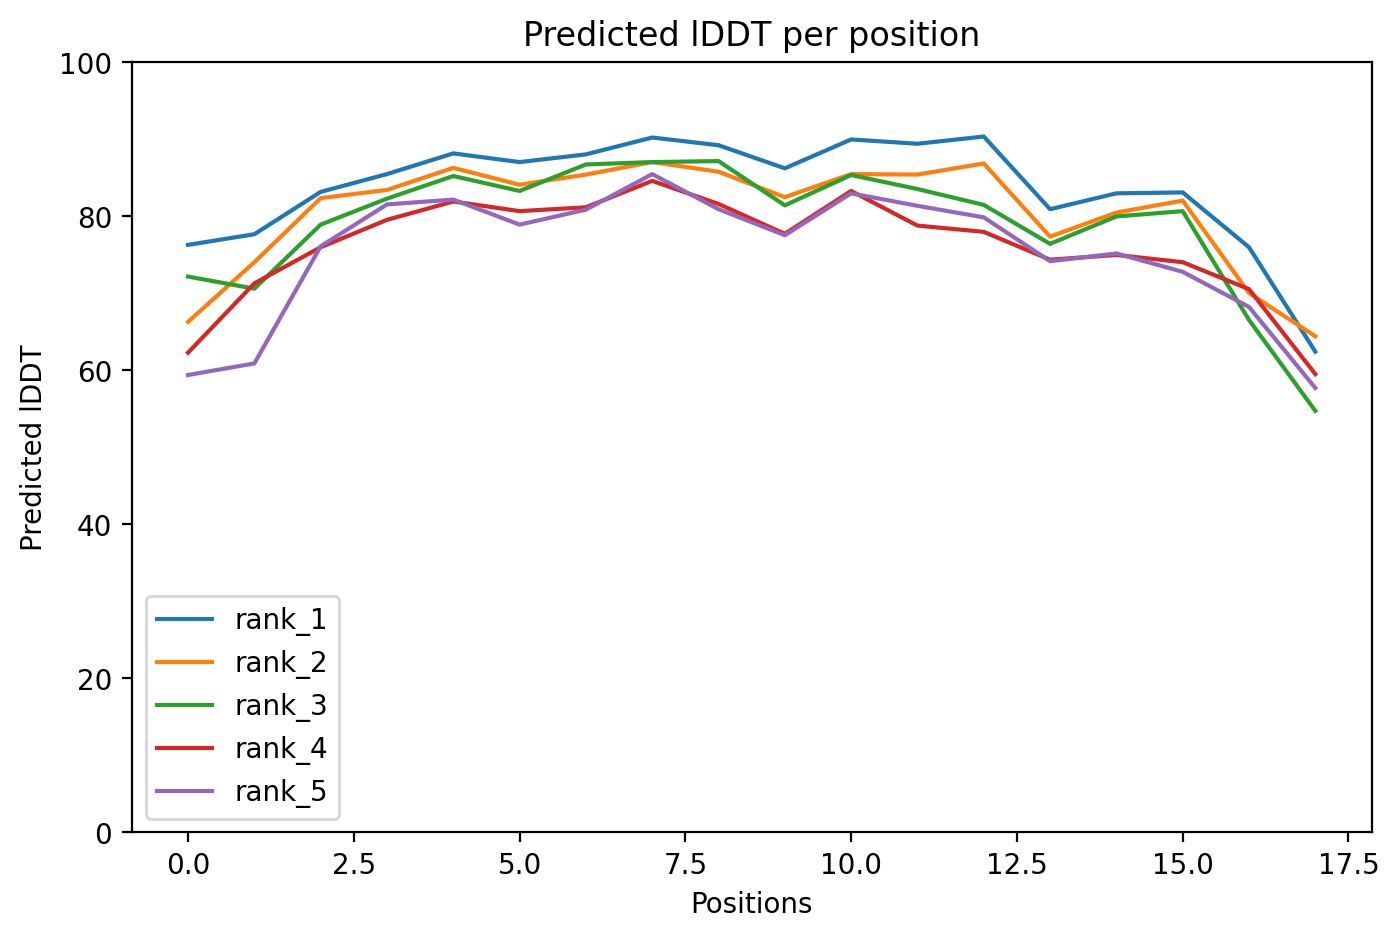 Predicted lDDT per position
100
80
60
40
20
0
Predicted lDDT
rank_1
rank_2
rank_3
rank_4
rank_5
0.0 2.5 5.0 7.5 10.0 12.5 15.0 17.5
Positions